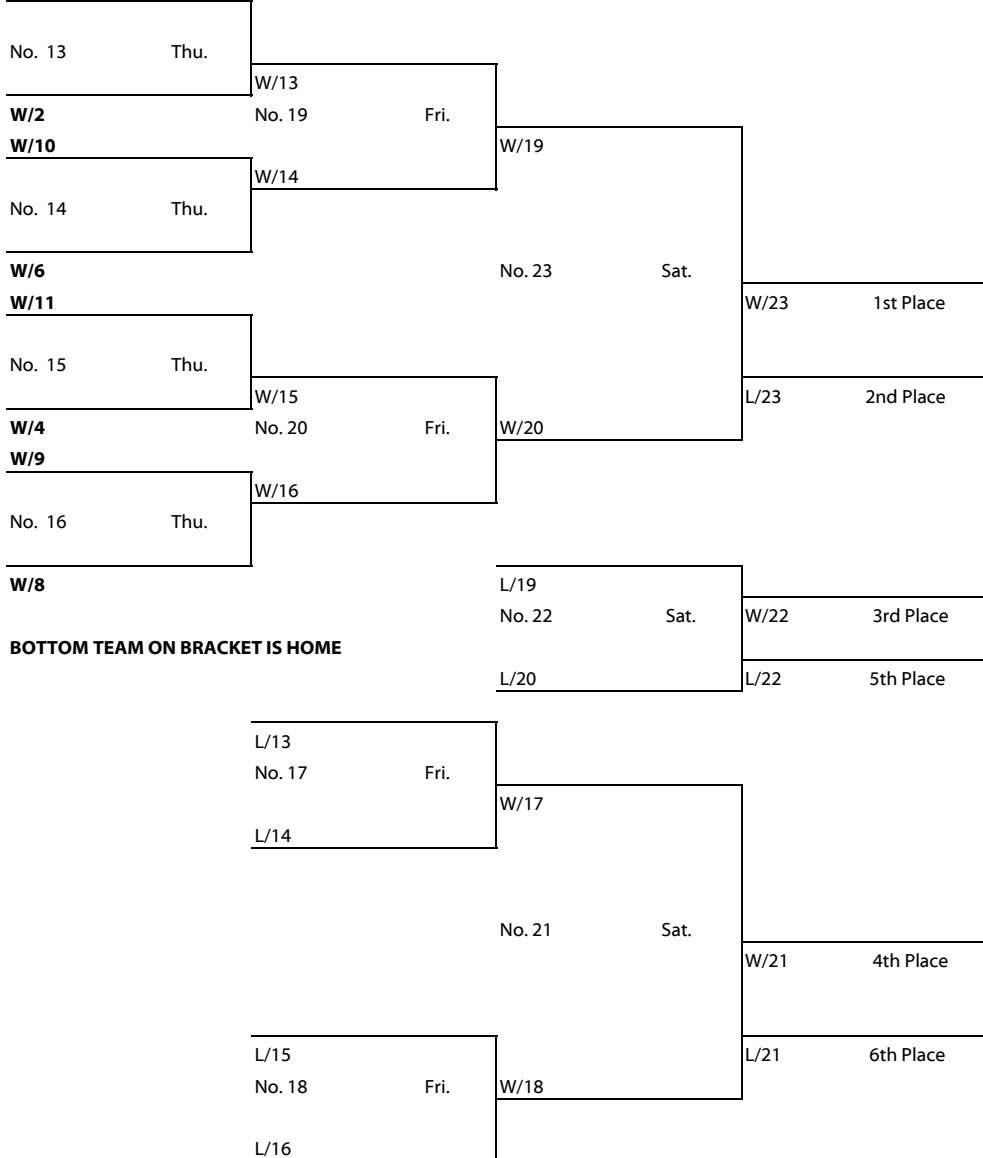 No. 13 Thu.
W/13
W/2 No. 19 Fri.
W/10 W/19
W/14
No. 14 Thu.
W/6 No. 23 Sat.
W/11 W/23 1st Place
No. 15 Thu.
W/15 L/23 2nd Place
W/4 No. 20 Fri. W/20
W/9
W/16
No. 16 Thu.
W/8 L/19
No. 22 Sat. W/22 3rd Place
BOTTOM TEAM ON BRACKET IS HOME
L/20 L/22 5th Place
L/13
No. 17 Fri.
W/17
L/14
No. 21 Sat.
W/21 4th Place
L/15 L/21 6th Place
No. 18 Fri. W/18
L/16